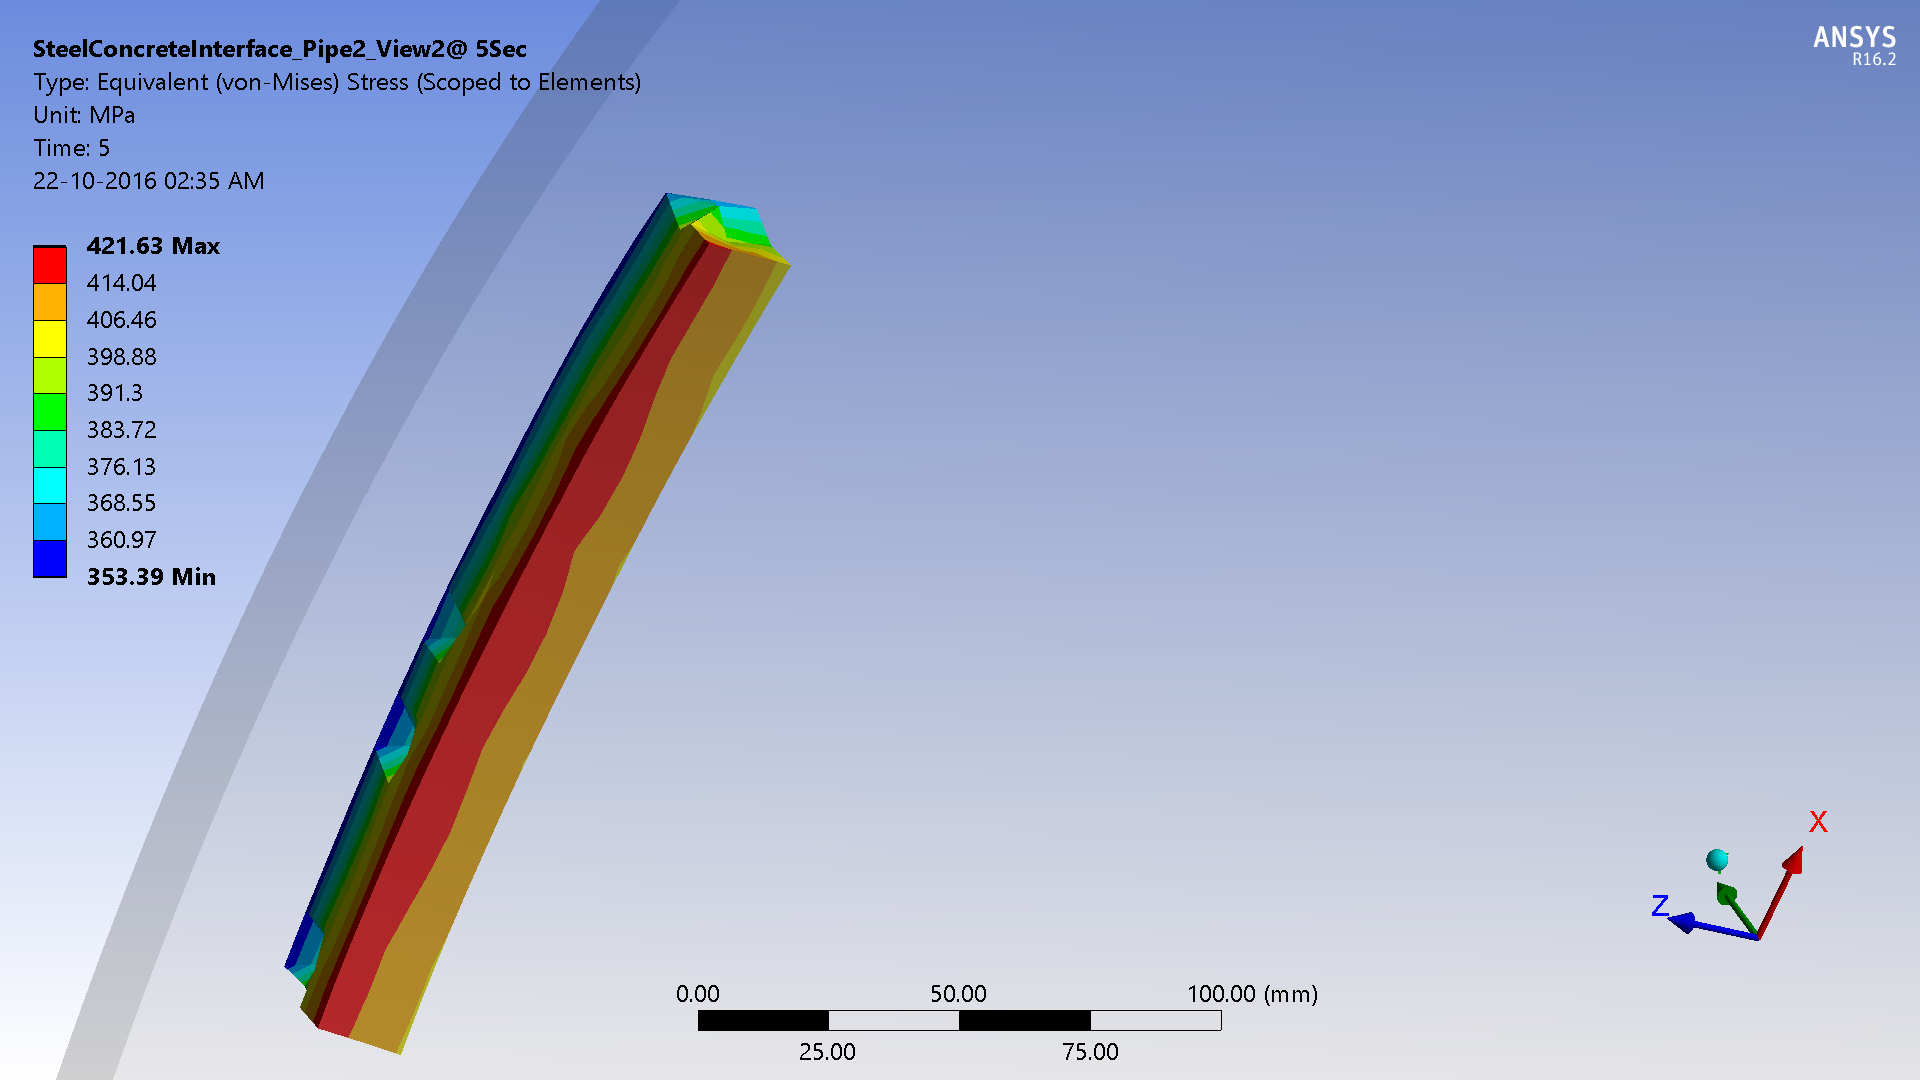 SteelConcreteInterface_Pipe2_View2@ 5Sec
Type: Equivalent (von-Mises) Stress (Scoped to Elements)
Unit: MPa
Time: 5
22-10-2016 02:35 AM
ANSYS
R16.2
421.63 Max
414.04
406.46
398.88
391.3
383.72
376.13
368.55
360.97
353.39 Min
X
Z
0.00 50.00 100.00 (mm)
25.00 75.00